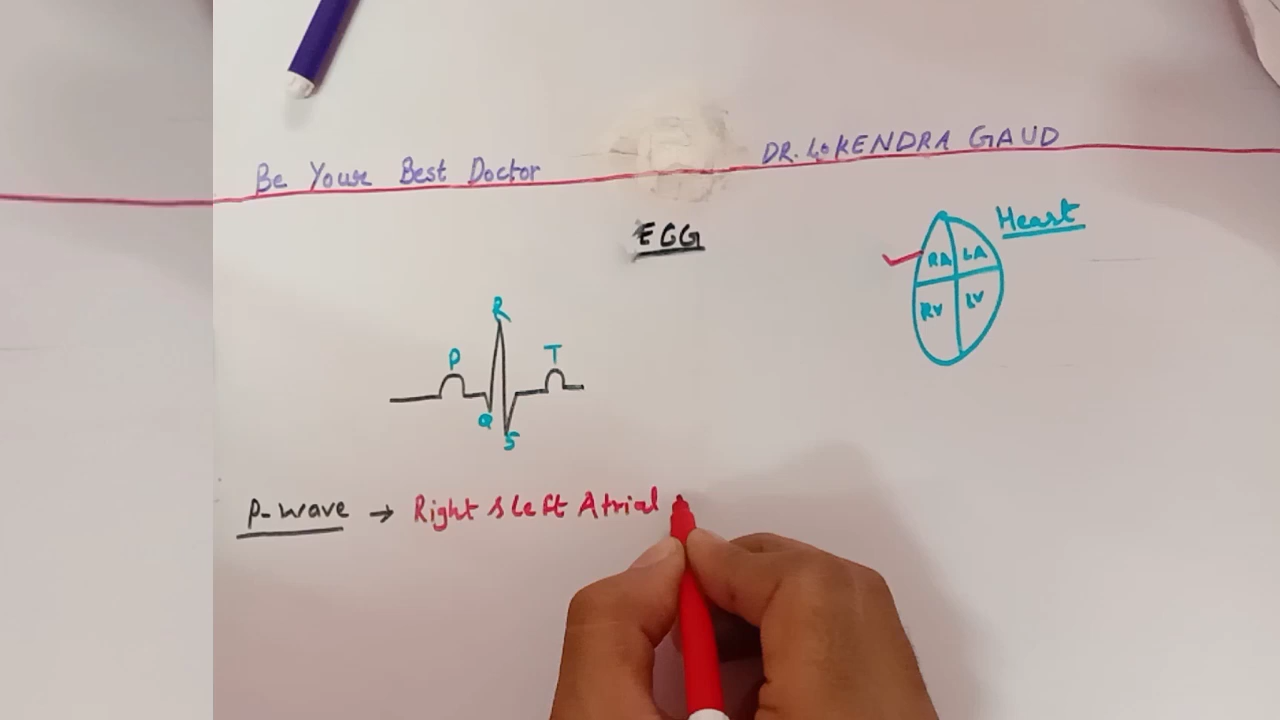 Be Your Best Doctor
DR. LOKENDRA GAUD
ECG
Heart
RA LA
RV LV
R
P
T
Q
S
P-wave → Right & Left Atrial